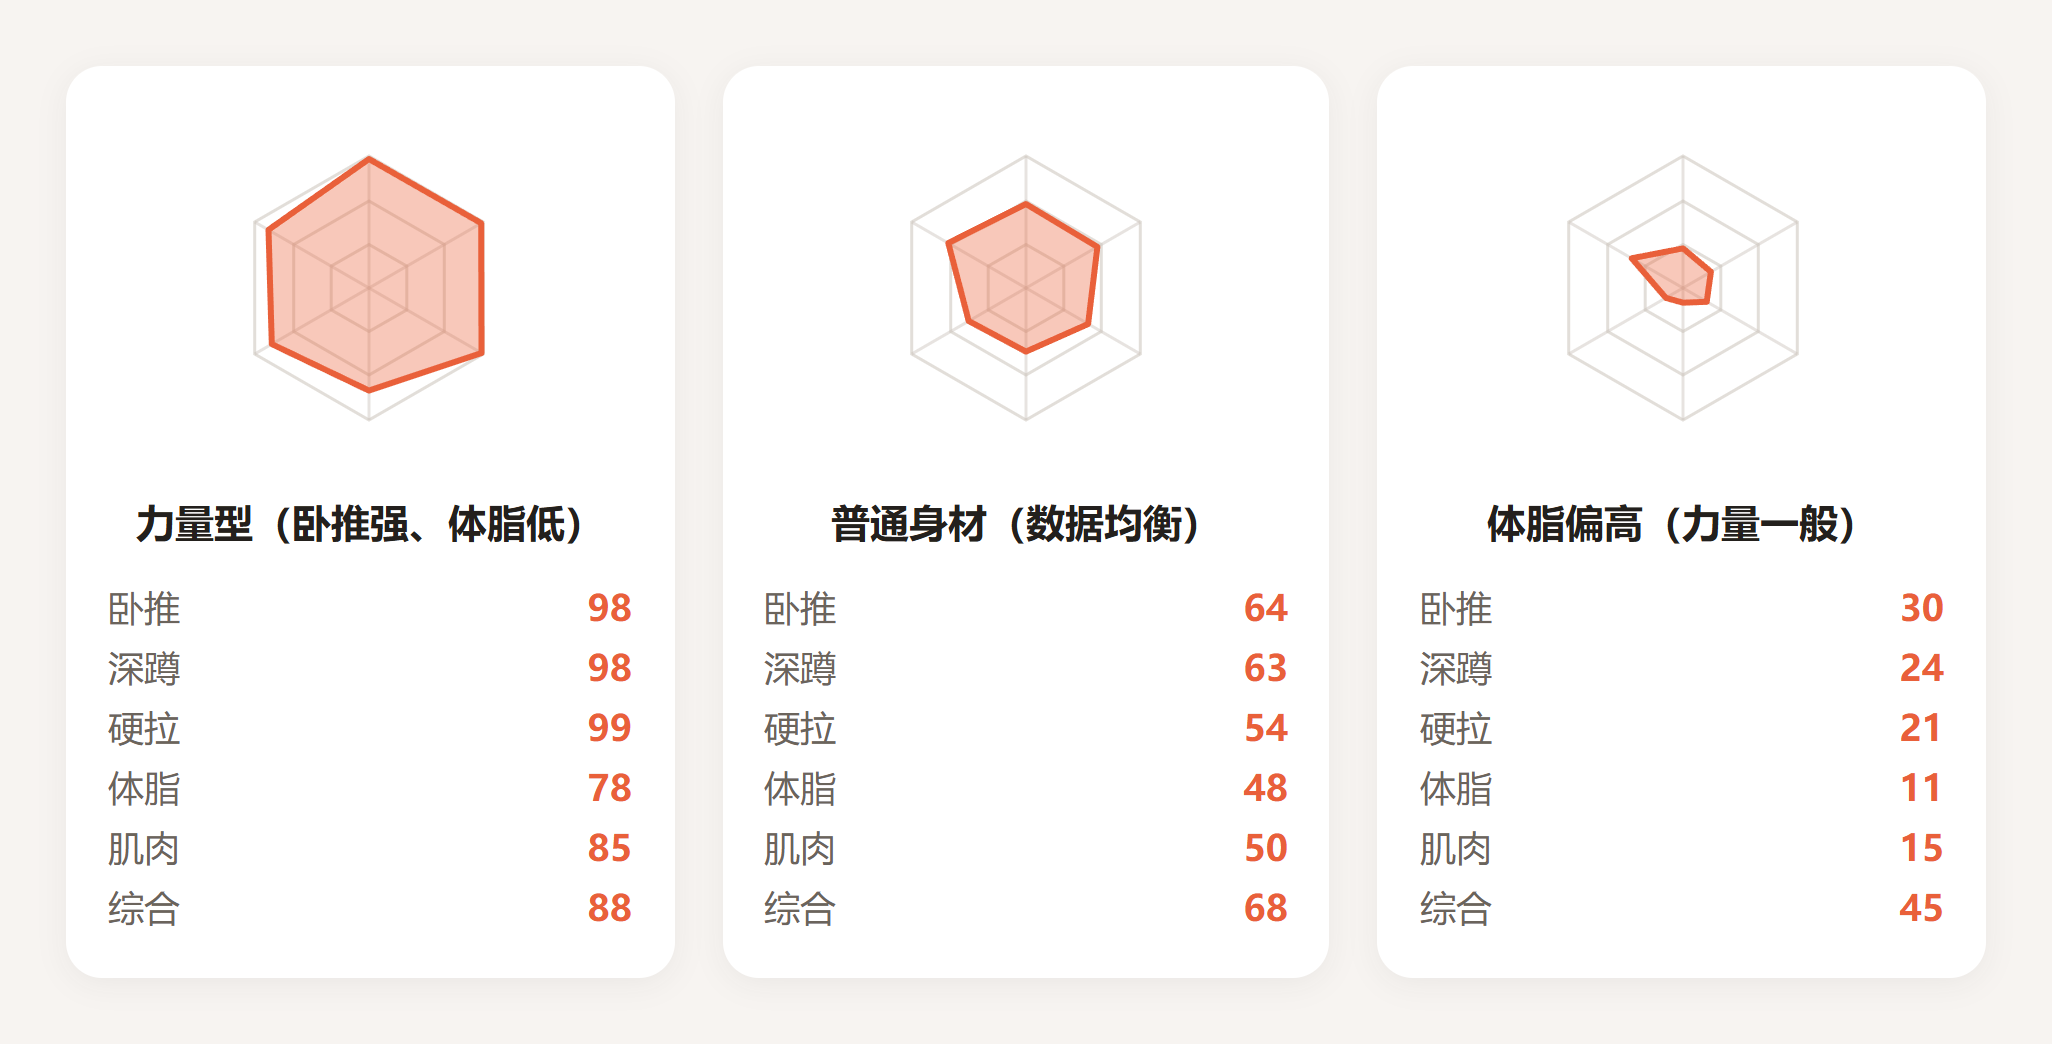 力量型（卧推强、体脂低）
卧推 98
深蹲 98
硬拉 99
体脂 78
肌肉 85
综合 88
普通身材（数据均衡）
卧推 64
深蹲 63
硬拉 54
体脂 48
肌肉 50
综合 68
体脂偏高（力量一般）
卧推 30
深蹲 24
硬拉 21
体脂 11
肌肉 15
综合 45